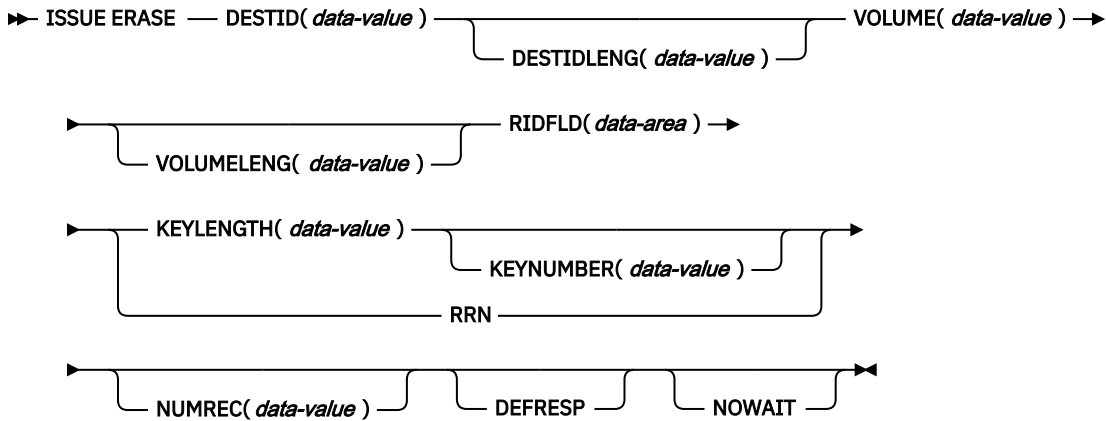 ISSUE ERASE DESTID( data-value ) VOLUME( data-value )
DESTIDLENG( data-value )
RIDFLD( data-area )
VOLUMELENG( data-value )
KEYLENGTH( data-value )
KEYNUMBER( data-value )
RRN
NUMREC( data-value ) DEFRESP NOWAIT